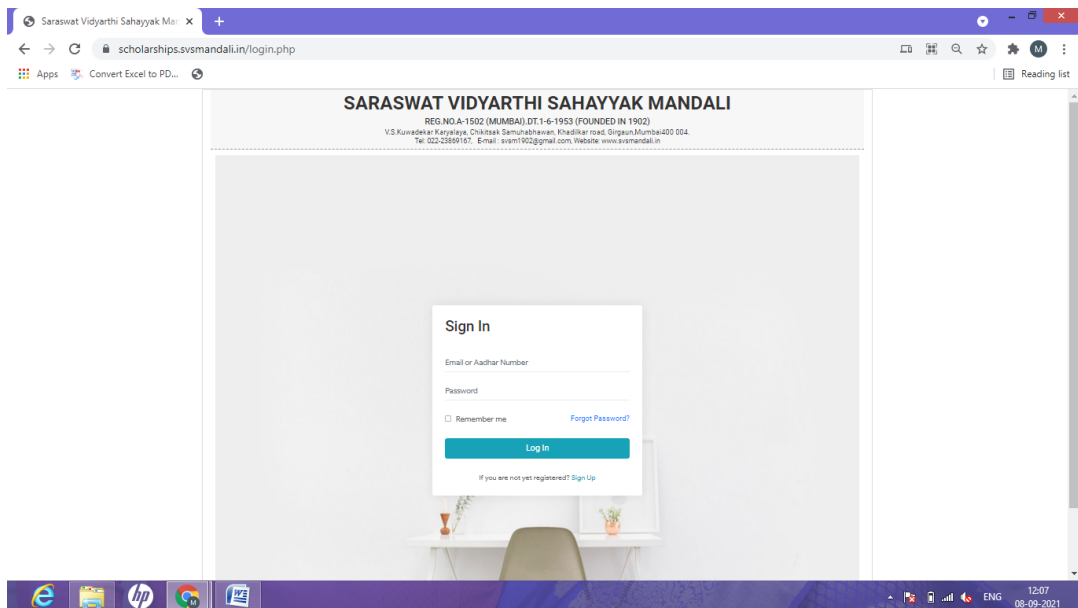 Saraswat Vidyarthi Sahayyak Man
scholarships.svsmandali.in/login.php
M
Apps
Convert Excel to PD...
Reading list
SARASWAT VIDYARTHI SAHAYYAK MANDALI
REG.NO.A-1502 (MUMBAI).DT.1-6-1953 (FOUNDED IN 1902)
V.S.Kuwadekar Karyalaya, Chikitsak Samuhabhawan, Khadilkar road, Girgaun,Mumbai400 004.
Tel: 022-23869167, E-mail : svsm1902@gmail.com, Website: www.svsmandali.in
Sign In
Email or Aadhar Number
Password
Remember me
Forgot Password?
Log In
If you are not yet registered? Sign Up
hp
M
W
ENG
12:07
08-09-2021